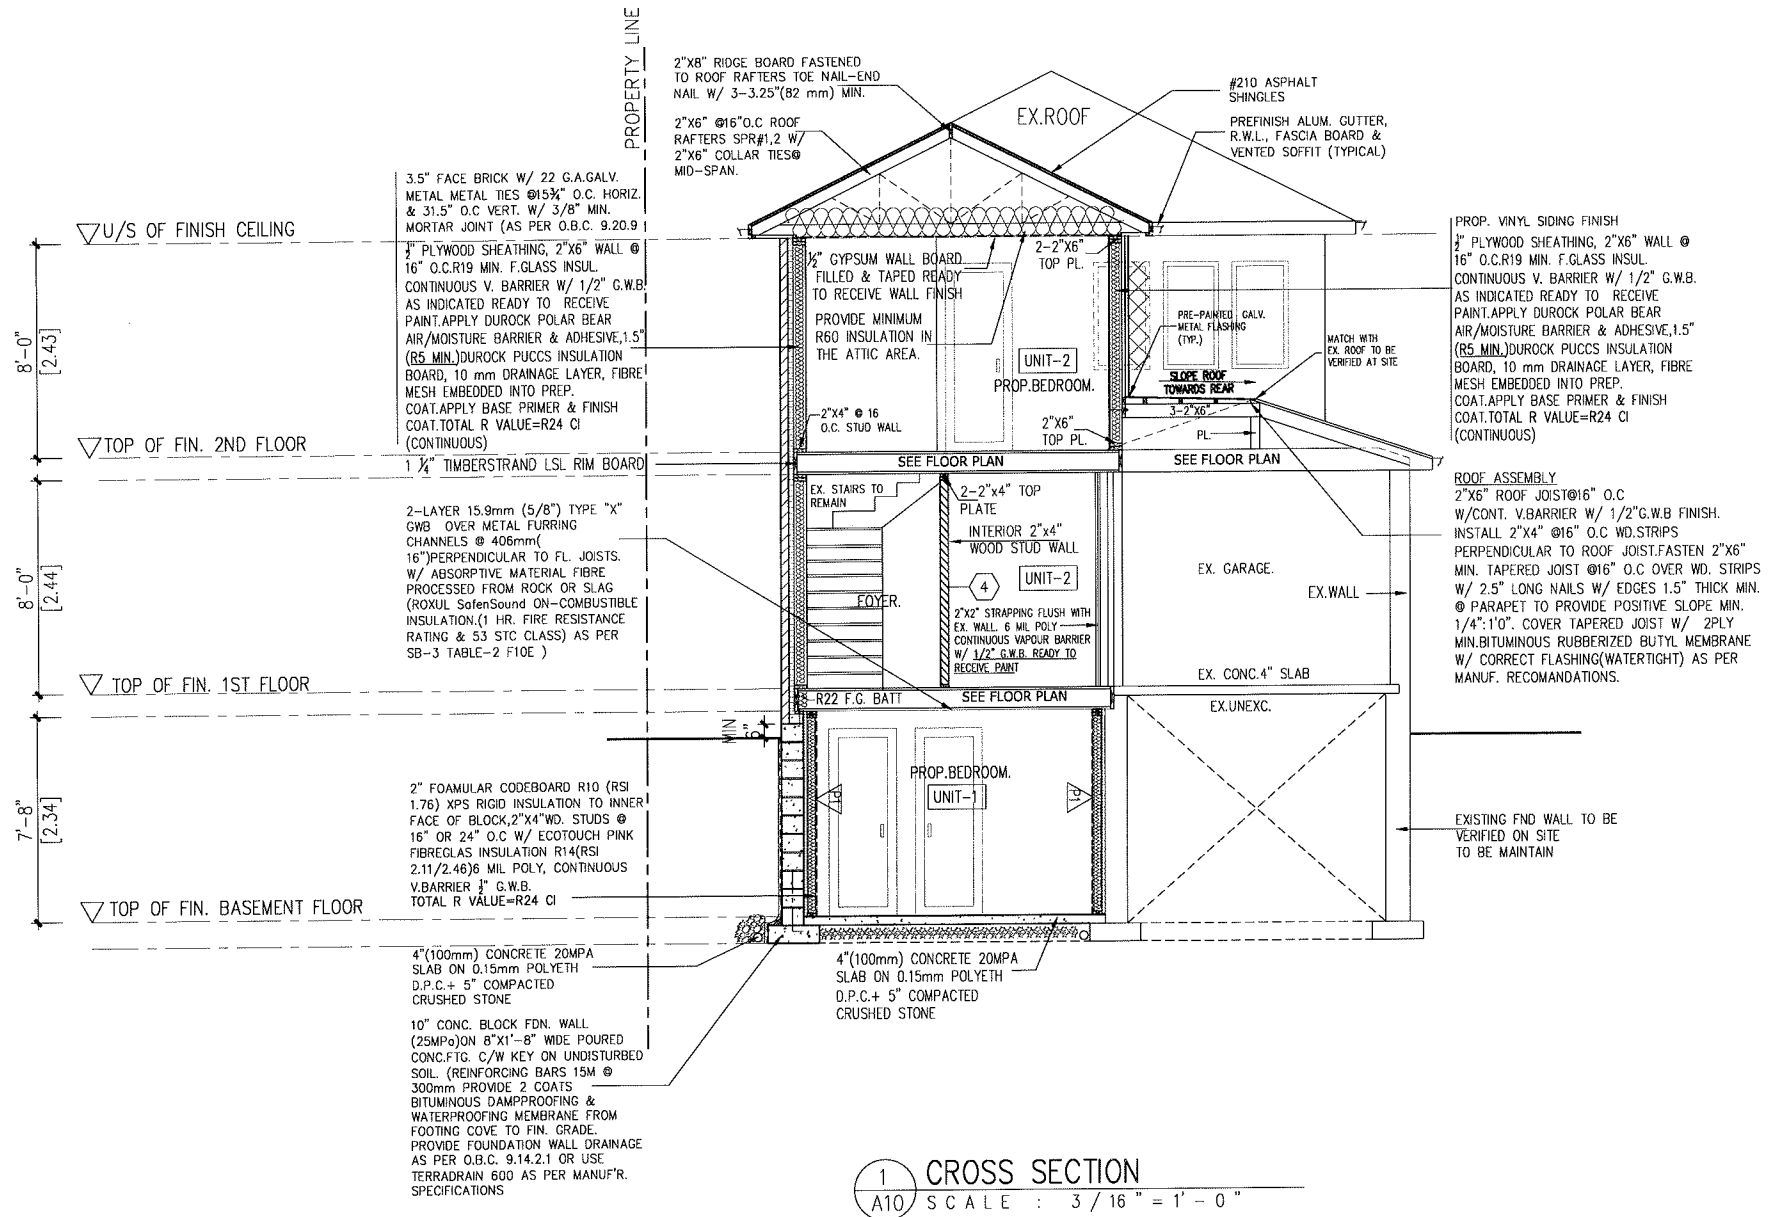 PROPERTY LINE
2"X8" RIDGE BOARD FASTENED
TO ROOF RAFTERS TOE NAIL-END
NAIL W/ 3-3.25"(82 mm) MIN.
2"X6" @16"O.C ROOF
RAFTERS SPR#1,2 W/
2"X6" COLLAR TIES@
MID-SPAN.
EX.ROOF
#210 ASPHALT
SHINGLES
PREFINISH ALUM. GUTTER,
R.W.L., FASCIA BOARD &
VENTED SOFFIT (TYPICAL)
U/S OF FINISH CEILING
TOP OF FIN. 2ND FLOOR
TOP OF FIN. 1ST FLOOR
TOP OF FIN. BASEMENT FLOOR
8'-0"
[2.43]
8'-0"
[2.44]
7'-8"
[2.34]
3.5" FACE BRICK W/ 22 G.A.GALV.
METAL METAL TIES @15¾" O.C. HORIZ.
& 31.5" O.C VERT. W/ 3/8" MIN.
MORTAR JOINT (AS PER O.B.C. 9.20.9
½" PLYWOOD SHEATHING, 2"X6" WALL @
16" O.C.R19 MIN. F.GLASS INSUL.
CONTINUOUS V. BARRIER W/ 1/2" G.W.B.
AS INDICATED READY TO RECEIVE
PAINT.APPLY DUROCK POLAR BEAR
AIR/MOISTURE BARRIER & ADHESIVE,1.5"
(R5 MIN.)DUROCK PUCCS INSULATION
BOARD, 10 mm DRAINAGE LAYER, FIBRE
MESH EMBEDDED INTO PREP.
COAT.APPLY BASE PRIMER & FINISH
COAT.TOTAL R VALUE=R24 CI
(CONTINUOUS)
1 ¼" TIMBERSTRAND LSL RIM BOARD
2-LAYER 15.9mm (5/8") TYPE "X"
GWB OVER METAL FURRING
CHANNELS @ 406mm(
16")PERPENDICULAR TO FL. JOISTS.
W/ ABSORPTIVE MATERIAL FIBRE
PROCESSED FROM ROCK OR SLAG
(ROXUL SafenSound ON-COMBUSTIBLE
INSULATION.(1 HR. FIRE RESISTANCE
RATING & 53 STC CLASS) AS PER
SB-3 TABLE-2 F10E )
2" FOAMULAR CODEBOARD R10 (RSI
1.76) XPS RIGID INSULATION TO INNER
FACE OF BLOCK,2"X4"WD. STUDS @
16" OR 24" O.C W/ ECOTOUCH PINK
FIBREGLAS INSULATION R14(RSI
2.11/2.46)6 MIL POLY, CONTINUOUS
V.BARRIER ½" G.W.B.
TOTAL R VALUE=R24 CI
4"(100mm) CONCRETE 20MPA
SLAB ON 0.15mm POLYETH
D.P.C.+ 5" COMPACTED
CRUSHED STONE
10" CONC. BLOCK FDN. WALL
(25MPa)ON 8"X1'-8" WIDE POURED
CONC.FTG. C/W KEY ON UNDISTURBED
SOIL. (REINFORCING BARS 15M @
300mm PROVIDE 2 COATS
BITUMINOUS DAMPPROOFING &
WATERPROOFING MEMBRANE FROM
FOOTING COVE TO FIN. GRADE.
PROVIDE FOUNDATION WALL DRAINAGE
AS PER O.B.C. 9.14.2.1 OR USE
TERRADRAIN 600 AS PER MANUF'R.
SPECIFICATIONS
½" GYPSUM WALL BOARD
FILLED & TAPED READY
TO RECEIVE WALL FINISH
PROVIDE MINIMUM
R60 INSULATION IN
THE ATTIC AREA.
2-2"X6"
TOP PL.
UNIT-2
PROP.BEDROOM.
2"X4" @ 16
O.C. STUD WALL
2"X6"
TOP PL.
PRE-PAINTED GALV.
METAL FLASHING
(TYP.)
MATCH WITH
EX. ROOF TO BE
VERIFIED AT SITE
SLOPE ROOF
TOWARDS REAR
3-2"X6"
PL.
SEE FLOOR PLAN
SEE FLOOR PLAN
EX. STAIRS TO
REMAIN
2-2"x4" TOP
PLATE
INTERIOR 2"x4"
WOOD STUD WALL
4
UNIT-2
FOYER.
2"X2" STRAPPING FLUSH WITH
EX. WALL. 6 MIL POLY
CONTINUOUS VAPOUR BARRIER
W/ 1/2" G.W.B. READY TO
RECEIVE PAINT
EX. GARAGE.
EX.WALL
EX. CONC.4" SLAB
R22 F.G. BATT
SEE FLOOR PLAN
EX.UNEXC.
MIN
6"
PROP.BEDROOM.
UNIT-1
P1
P1
4"(100mm) CONCRETE 20MPA
SLAB ON 0.15mm POLYETH
D.P.C.+ 5" COMPACTED
CRUSHED STONE
PROP. VINYL SIDING FINISH
½" PLYWOOD SHEATHING, 2"X6" WALL @
16" O.C.R19 MIN. F.GLASS INSUL.
CONTINUOUS V. BARRIER W/ 1/2" G.W.B.
AS INDICATED READY TO RECEIVE
PAINT.APPLY DUROCK POLAR BEAR
AIR/MOISTURE BARRIER & ADHESIVE,1.5"
(R5 MIN.)DUROCK PUCCS INSULATION
BOARD, 10 mm DRAINAGE LAYER, FIBRE
MESH EMBEDDED INTO PREP.
COAT.APPLY BASE PRIMER & FINISH
COAT.TOTAL R VALUE=R24 CI
(CONTINUOUS)
ROOF ASSEMBLY
2"X6" ROOF JOIST@16" O.C
W/CONT. V.BARRIER W/ 1/2"G.W.B FINISH.
INSTALL 2"X4" @16" O.C WD.STRIPS
PERPENDICULAR TO ROOF JOIST.FASTEN 2"X6"
MIN. TAPERED JOIST @16" O.C OVER WD. STRIPS
W/ 2.5" LONG NAILS W/ EDGES 1.5" THICK MIN.
@ PARAPET TO PROVIDE POSITIVE SLOPE MIN.
1/4":1'0". COVER TAPERED JOIST W/ 2PLY
MIN.BITUMINOUS RUBBERIZED BUTYL MEMBRANE
W/ CORRECT FLASHING(WATERTIGHT) AS PER
MANUF. RECOMANDATIONS.
EXISTING FND WALL TO BE
VERIFIED ON SITE
TO BE MAINTAIN
1
A10
CROSS SECTION
SCALE : 3/16"=1'-0"